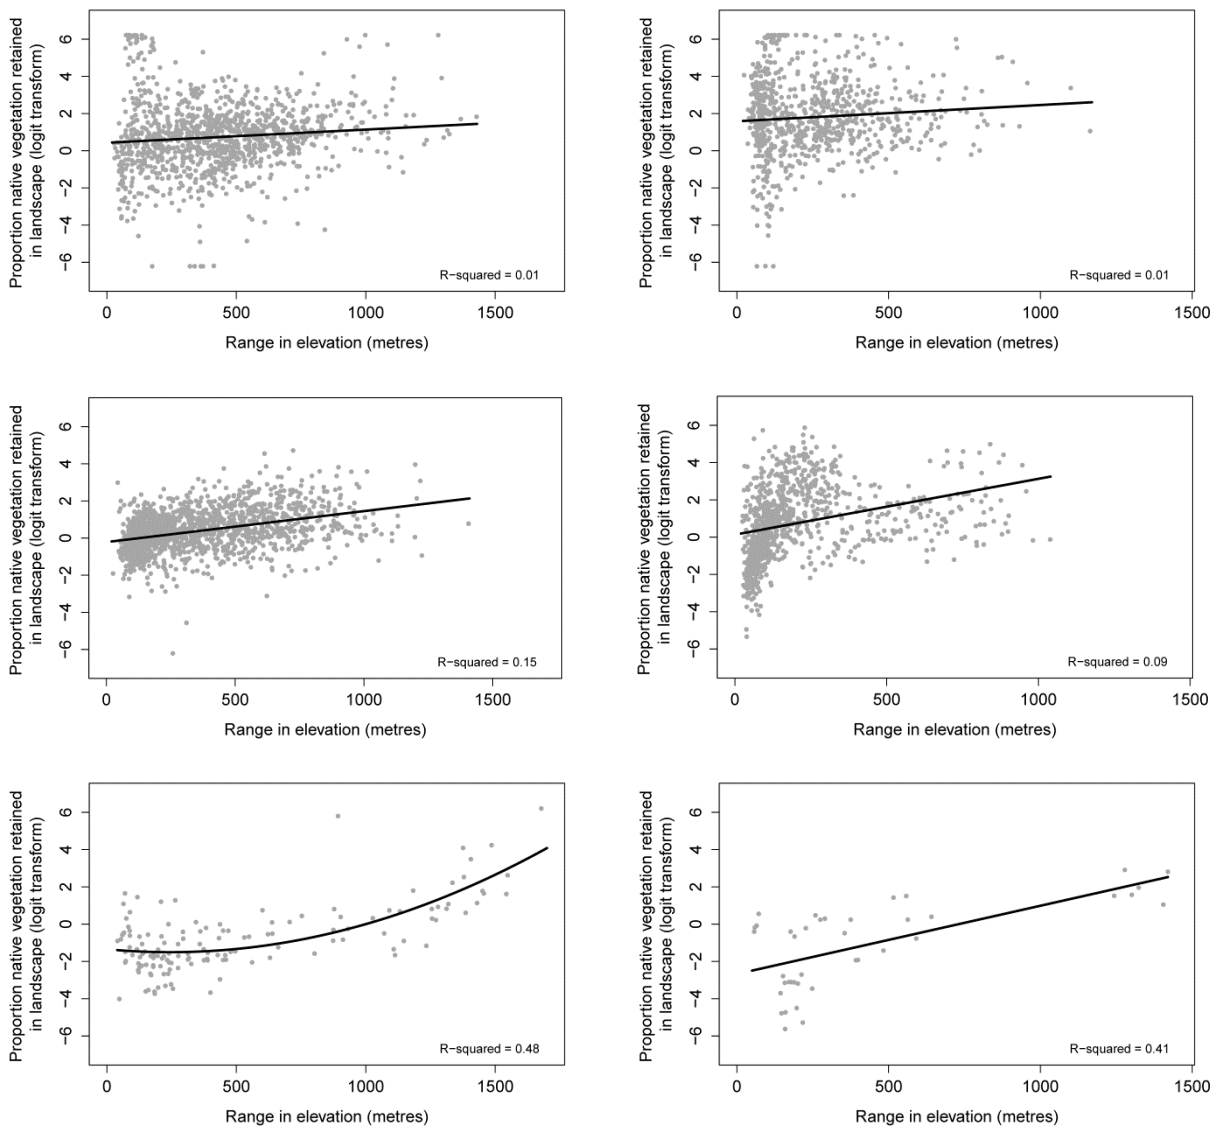 Proportion native vegetation retained
in landscape (logit transform)
6
4
2
0
−2
−4
−6
R−squared = 0.01
0 500 1000 1500
Range in elevation (metres)
Proportion native vegetation retained
in landscape (logit transform)
6
4
2
0
−2
−4
−6
R−squared = 0.01
0 500 1000 1500
Range in elevation (metres)
Proportion native vegetation retained
in landscape (logit transform)
6
4
2
0
−2
−4
−6
R−squared = 0.15
0 500 1000 1500
Range in elevation (metres)
Proportion native vegetation retained
in landscape (logit transform)
6
4
2
0
−2
−4
−6
R−squared = 0.09
0 500 1000 1500
Range in elevation (metres)
Proportion native vegetation retained
in landscape (logit transform)
6
4
2
0
−2
−4
−6
R−squared = 0.48
0 500 1000 1500
Range in elevation (metres)
Proportion native vegetation retained
in landscape (logit transform)
6
4
2
0
−2
−4
−6
R−squared = 0.41
0 500 1000 1500
Range in elevation (metres)